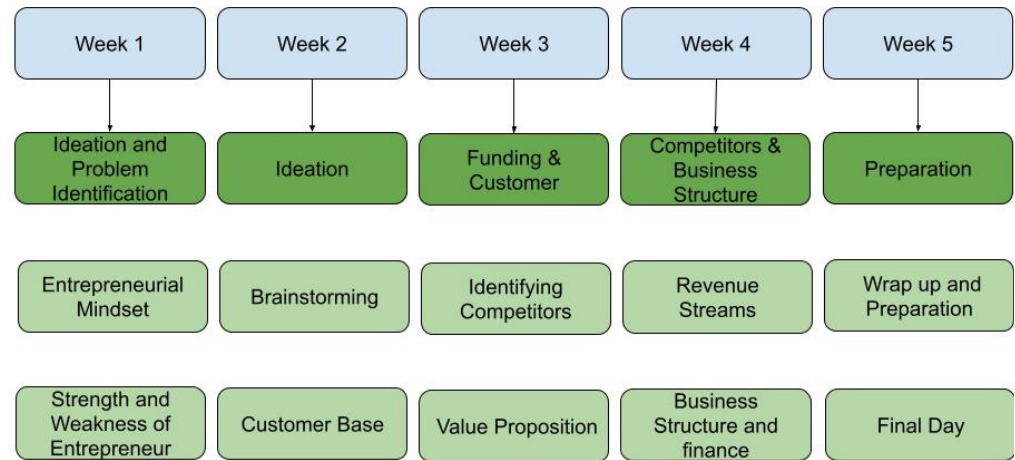 Week 1
Week 2
Week 3
Week 4
Week 5
Ideation and
Problem
Identification
Ideation
Funding &
Customer
Competitors &
Business
Structure
Preparation
Entrepreneurial
Mindset
Brainstorming
Identifying
Competitors
Revenue
Streams
Wrap up and
Preparation
Strength and
Weakness of
Entrepreneur
Customer Base
Value Proposition
Business
Structure and
finance
Final Day